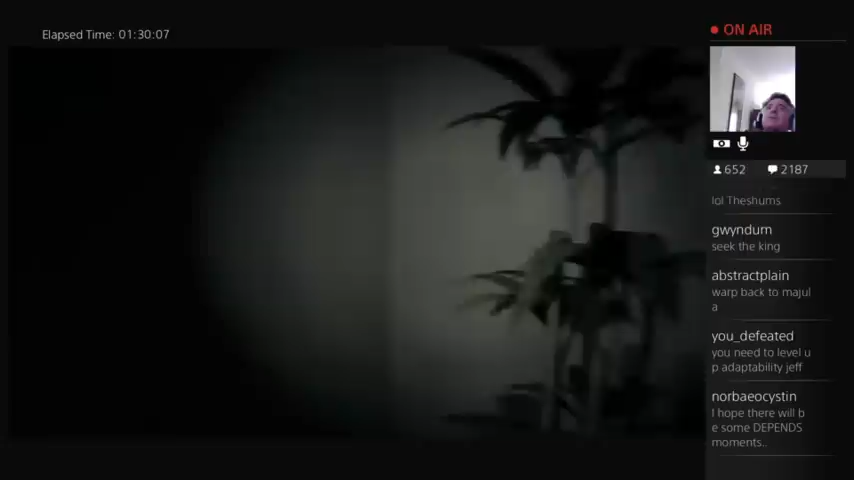 Elapsed Time: 01:30:07
ON AIR
652 2187
lol Theshums
gwyndurn
seek the king
abstractplain
warp back to majul
a
you_defeated
you need to level u
p adaptability jeff
norbaeocystin
I hope there will b
e some DEPENDS
moments..